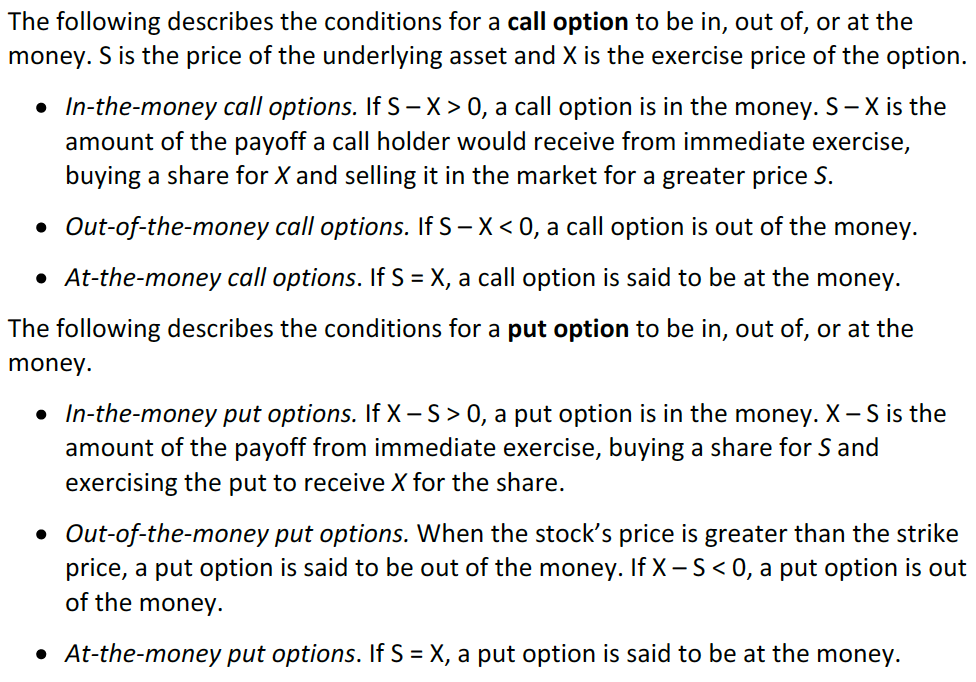 The following describes the conditions for a call option to be in, out of, or at the
money. S is the price of the underlying asset and X is the exercise price of the option.
• In-the-money call options. If S – X > 0, a call option is in the money. S – X is the
amount of the payoff a call holder would receive from immediate exercise,
buying a share for X and selling it in the market for a greater price S.
• Out-of-the-money call options. If S – X < 0, a call option is out of the money.
• At-the-money call options. If S = X, a call option is said to be at the money.
The following describes the conditions for a put option to be in, out of, or at the
money.
• In-the-money put options. If X – S > 0, a put option is in the money. X – S is the
amount of the payoff from immediate exercise, buying a share for S and
exercising the put to receive X for the share.
• Out-of-the-money put options. When the stock’s price is greater than the strike
price, a put option is said to be out of the money. If X – S < 0, a put option is out
of the money.
• At-the-money put options. If S = X, a put option is said to be at the money.